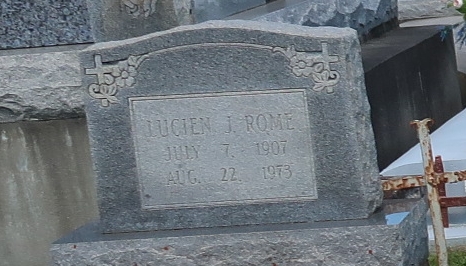 LUCIEN J. ROME
JULY 7, 1907
AUG. 22, 1973